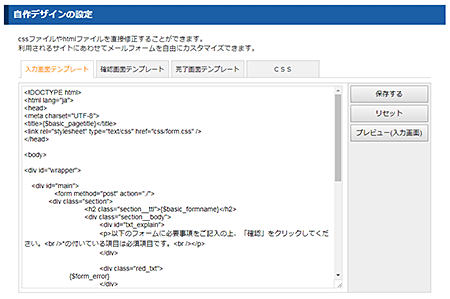 自作デザインの設定
cssファイルやhtmlファイルを直接修正することができます。
利用されるサイトにあわせてメールフォームを自由にカスタマイズできます。
入力画面テンプレート 確認画面テンプレート 完了画面テンプレート CSS
<!DOCTYPE html>
<html lang="ja">
<head>
<meta charset="UTF-8">
<title>{$basic_pagetitle}</title>
<link rel="stylesheet" type="text/css" href="css/form.css" />
</head>
<body>
<div id="wrapper">
<div id="main">
<form method="post" action="./">
<div class="section">
<h2 class="section__ttl">{$basic_formname}</h2>
<div class="section__body">
<div id="txt_explain">
<p>以下のフォームに必要事項をご記入の上、「確認」をクリックしてくだ
さい。<br />*の付いている項目は必須項目です。<br /></p>
</div>
<div class="red_txt">
{$form_error}
</div>
保存する
リセット
プレビュー(入力画面)